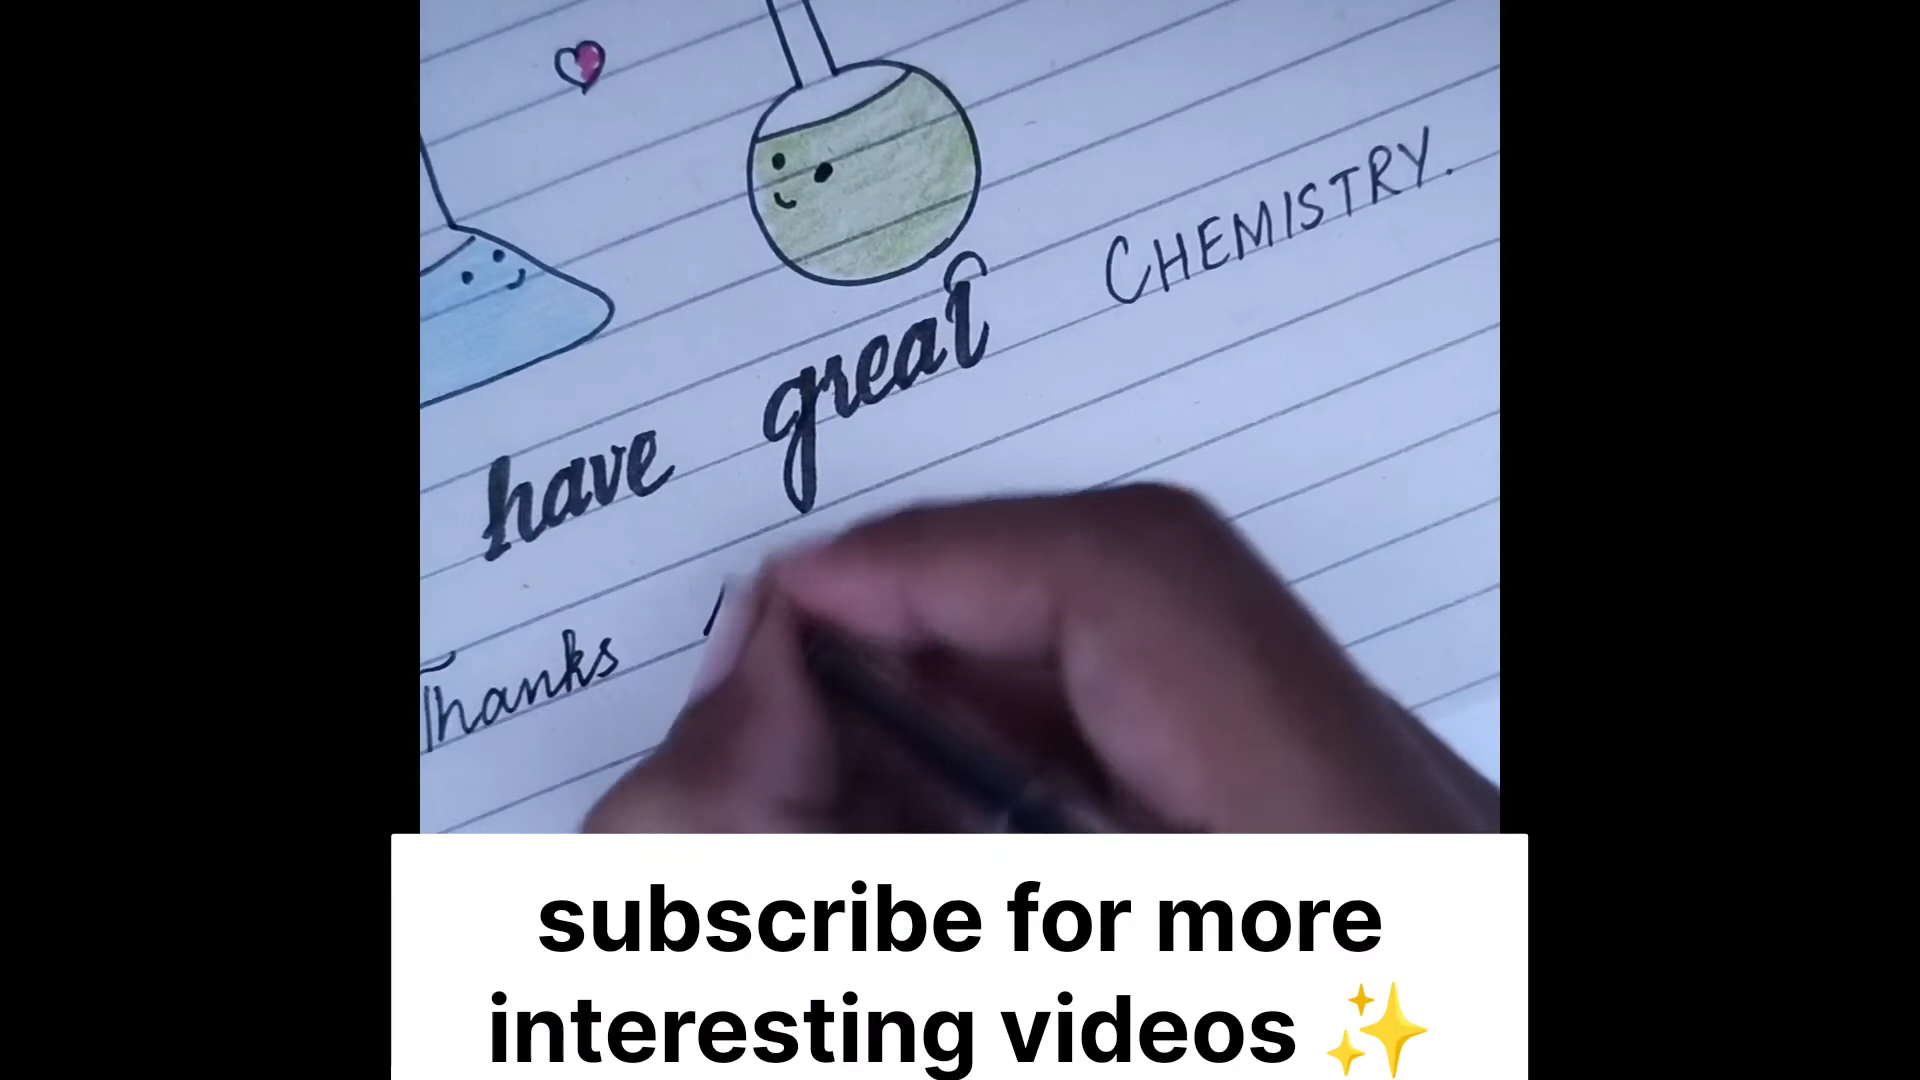 have great CHEMISTRY.
Thanks
subscribe for more
interesting videos ✨